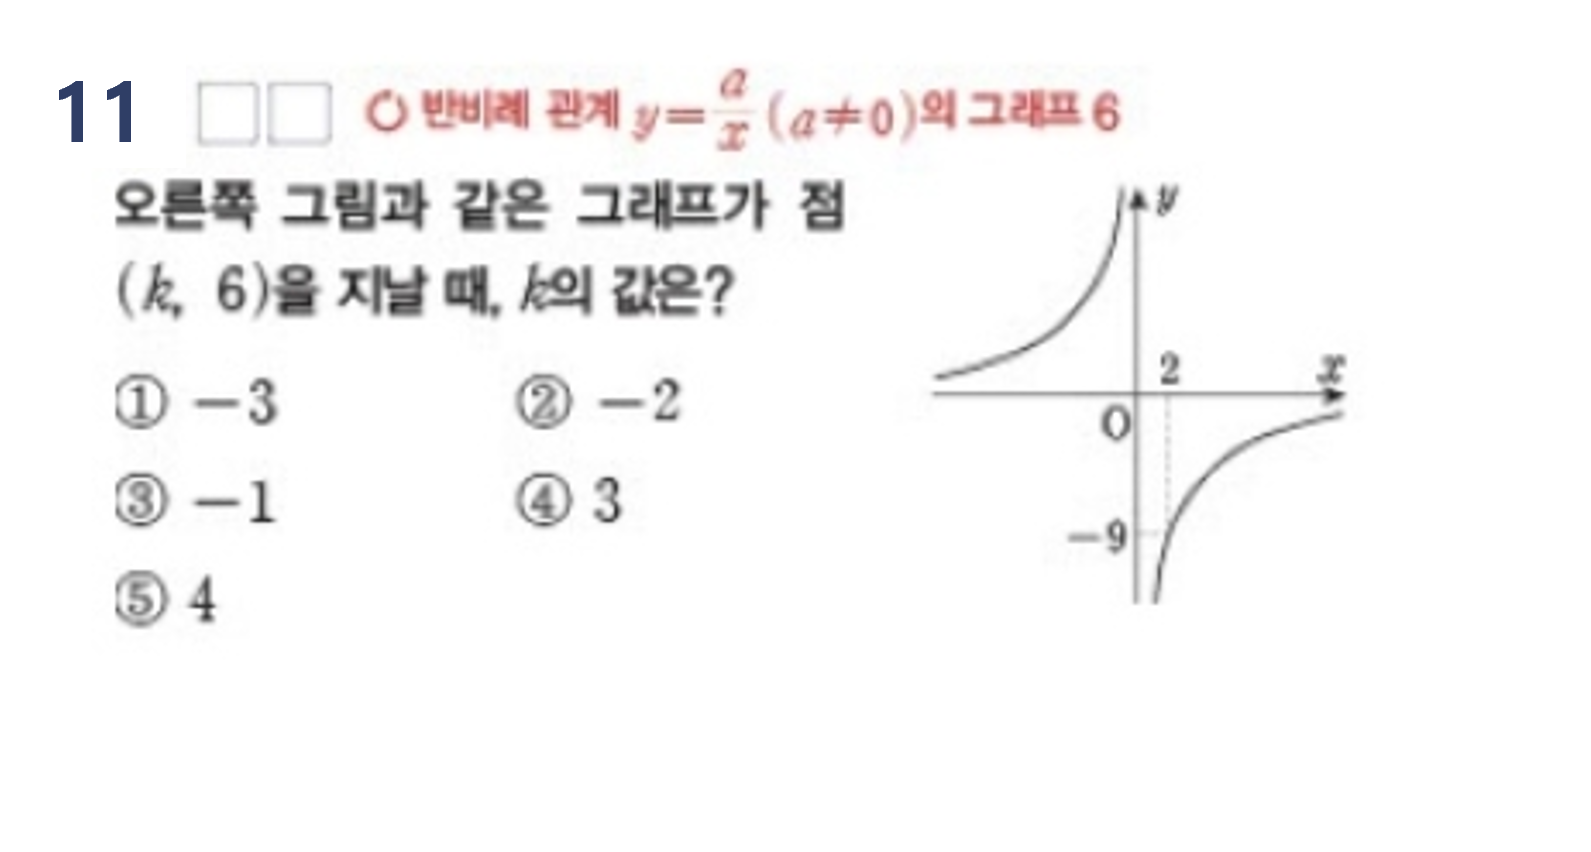 11
반비례 관계 y=a/x (a≠0)의 그래프 6
오른쪽 그림과 같은 그래프가 점
(k, 6)을 지날 때, k의 값은?
① -3
② -2
③ -1
④ 3
⑤ 4
y
2
x
O
-9